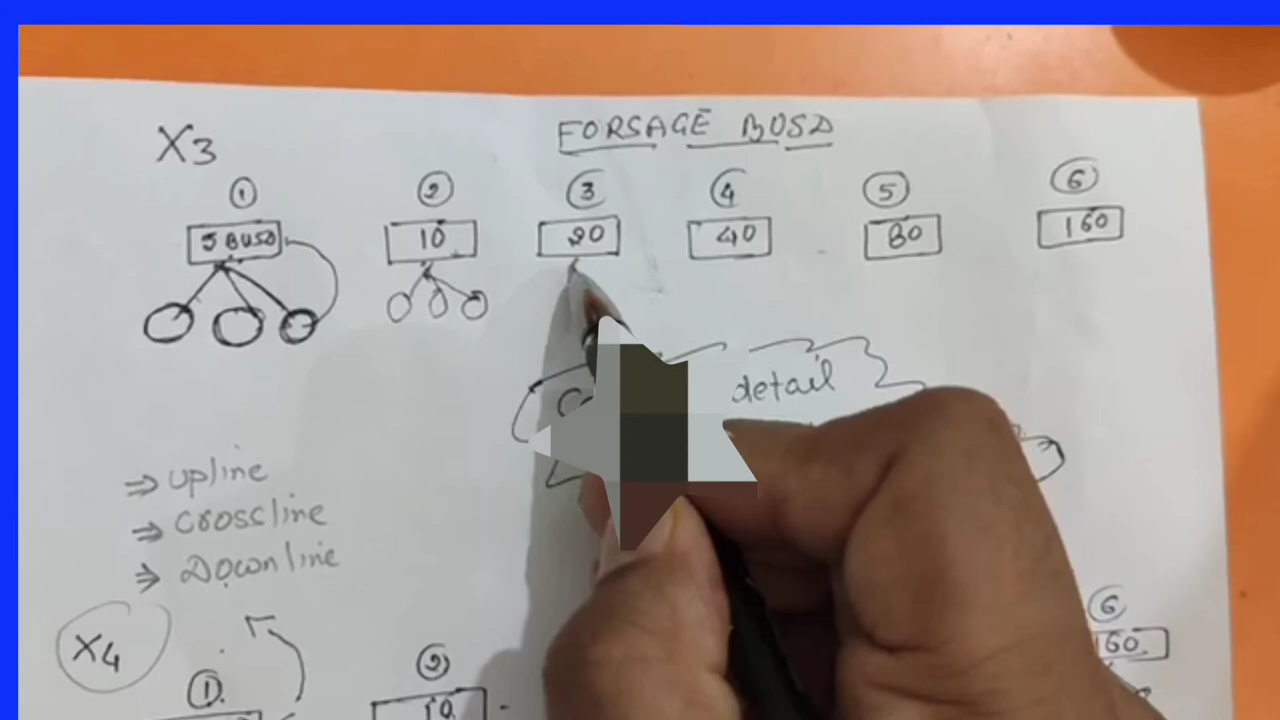 X3
FORSAGE BUSD
1 2 3 4 5 6
5 BUSD 10 20 40 80 160
detail
⇒ upline
⇒ crossline
⇒ Downline
X4
1 2 6
10 160